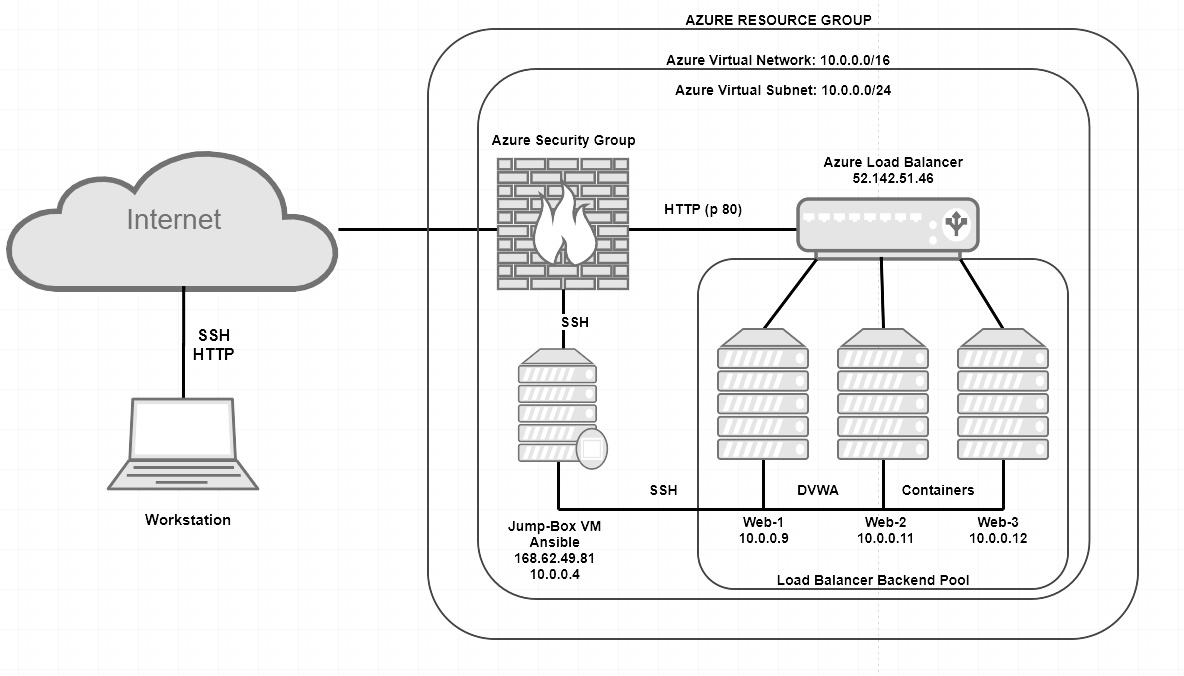 AZURE RESOURCE GROUP
Azure Virtual Network: 10.0.0.0/16
Azure Virtual Subnet: 10.0.0.0/24
Azure Security Group
Azure Load Balancer
52.142.51.46
Internet
HTTP (p 80)
SSH
SSH
HTTP
SSH
DVWA
Containers
Workstation
Jump-Box VM
Ansible
168.62.49.81
10.0.0.4
Web-1
10.0.0.9
Web-2
10.0.0.11
Web-3
10.0.0.12
Load Balancer Backend Pool